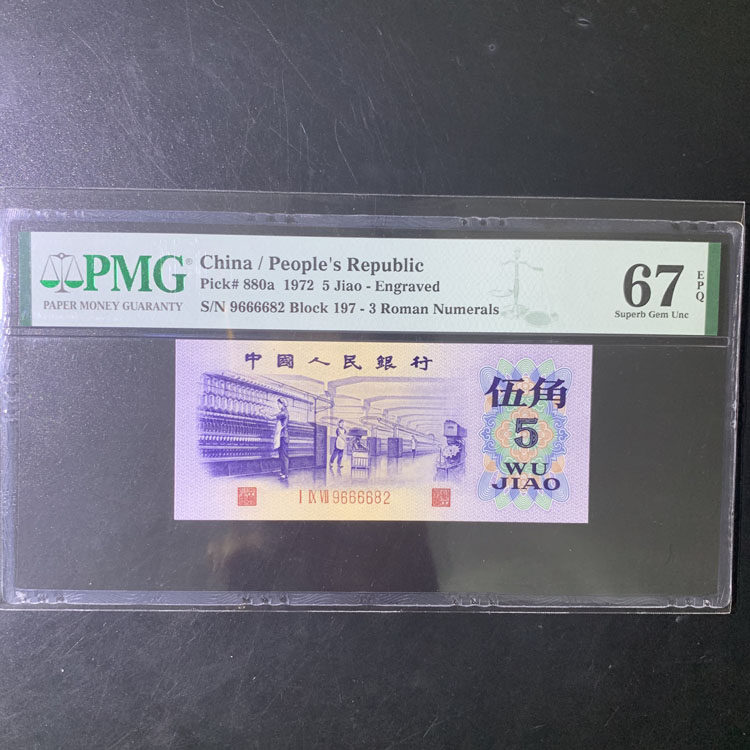 PMG®
PAPER MONEY GUARANTY
China / People's Republic
Pick# 880a 1972 5 Jiao - Engraved
S/N 9666682 Block 197 - 3 Roman Numerals
67
EPQ
Superb Gem Unc
中國人民銀行
伍角
5
WU
JIAO
I IX VII 9666682